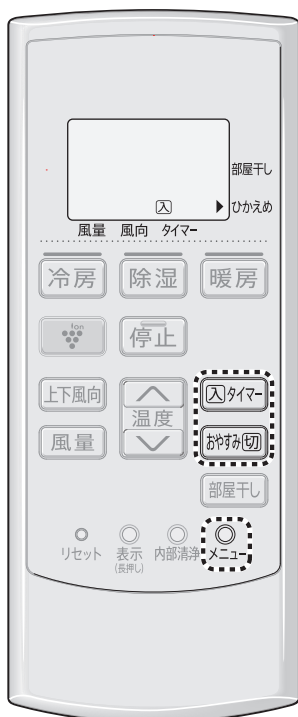 部屋干し
入 ▶ ひかえめ
風量 風向 タイマー
冷房 除湿 暖房
Ion 停止
上下風向 温度 入タイマー
風量 おやすみ切
部屋干し
リセット 表示 内部清浄 メニュー
(長押し)